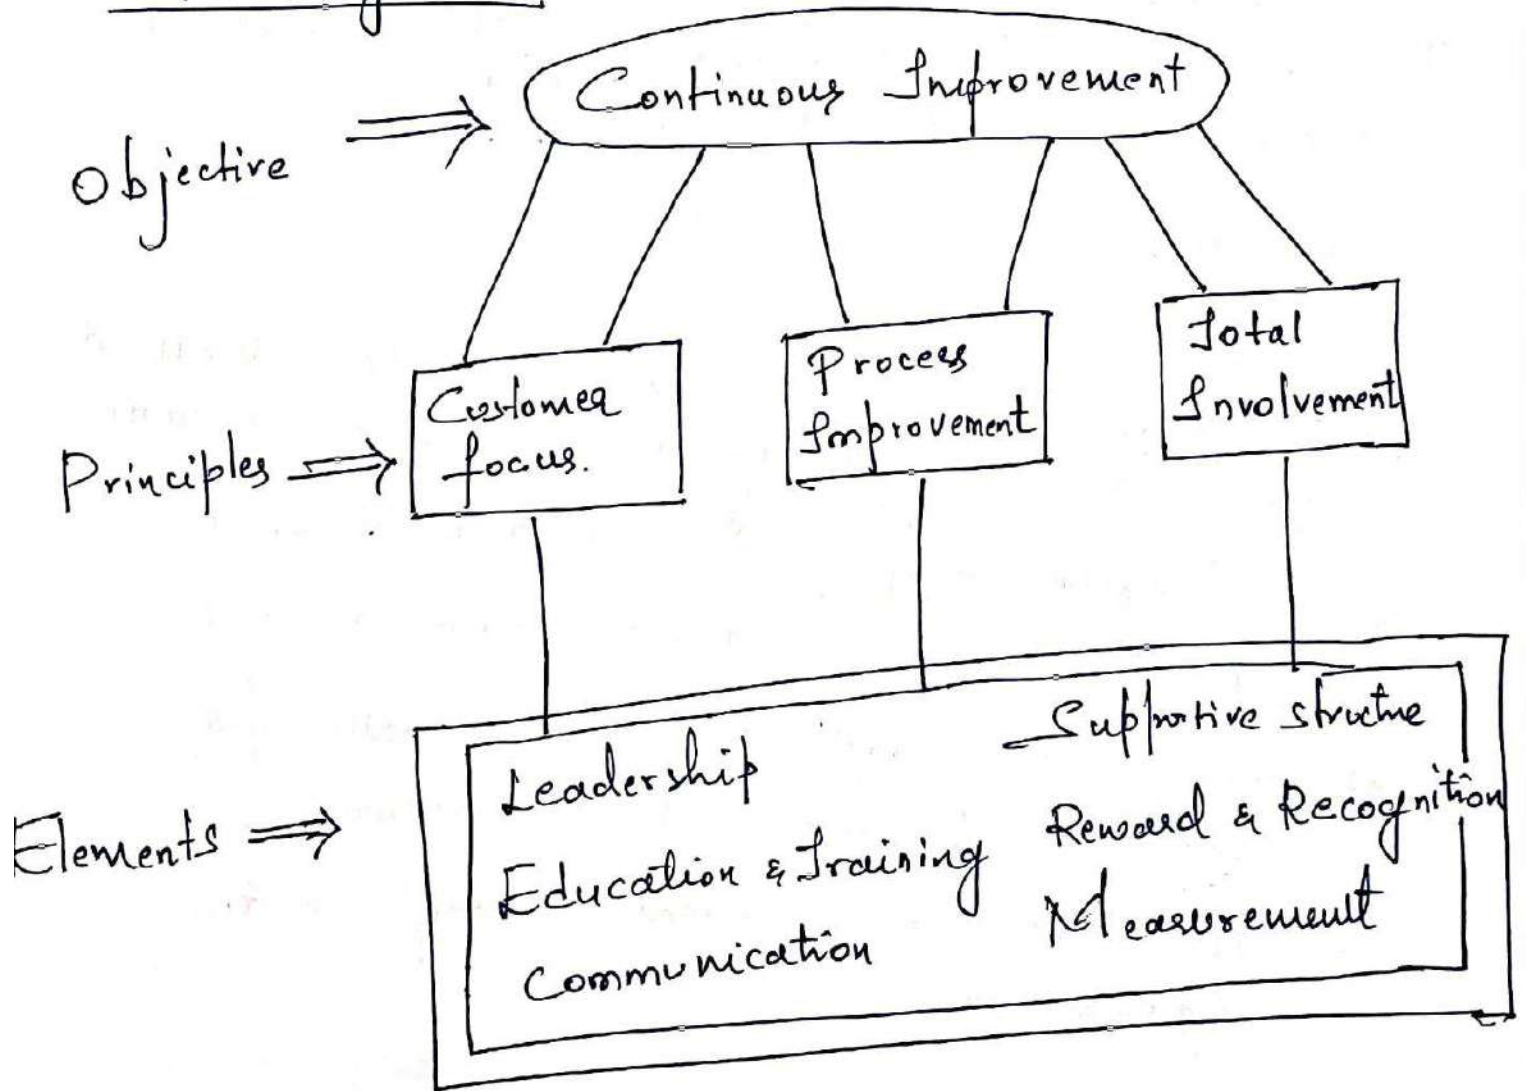 Continuous Improvement
Objective
Customer
focus.
Process
Improvement
Total
Involvement
Principles
Leadership
Education & Training
Communication
Supportive structure
Reward & Recognition
Measurement
Elements